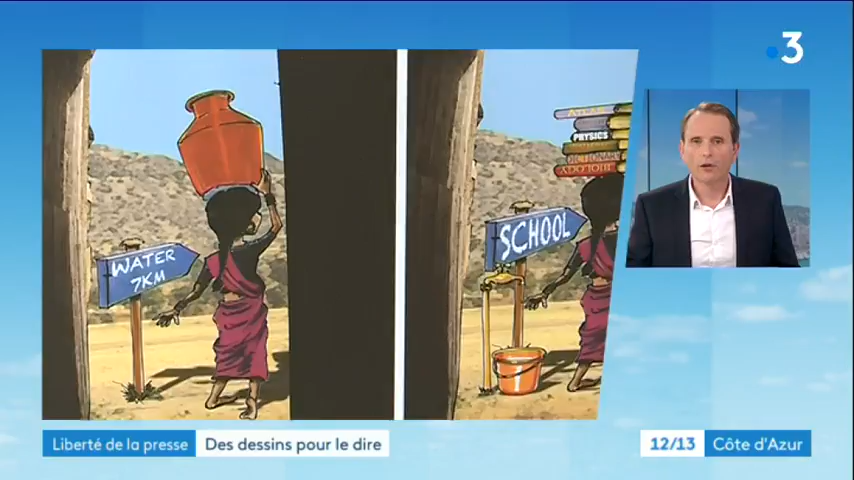 3
WATER
7KM
ATLAS
PHYSICS
DICTIONARY
BIOLOGY
SCHOOL
Liberté de la presse
Des dessins pour le dire
12/13
Côte d'Azur